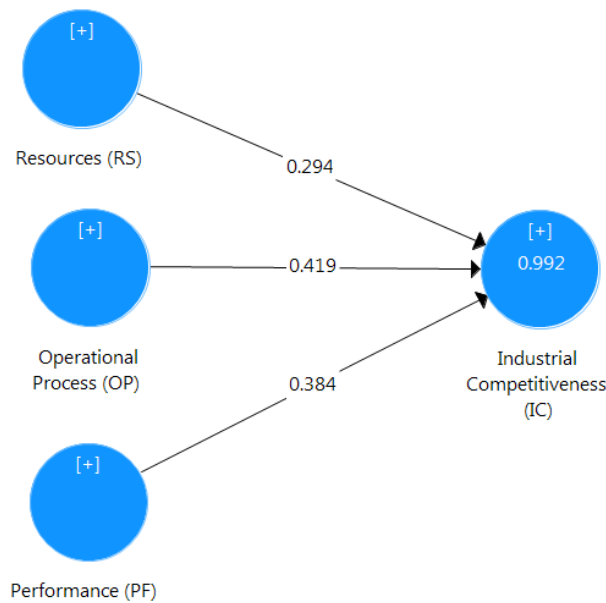 [+]
Resources (RS)
0.294
[+]
[+]
0.992
0.419
Operational
Process (OP)
Industrial
Competitiveness
(IC)
0.384
[+]
Performance (PF)